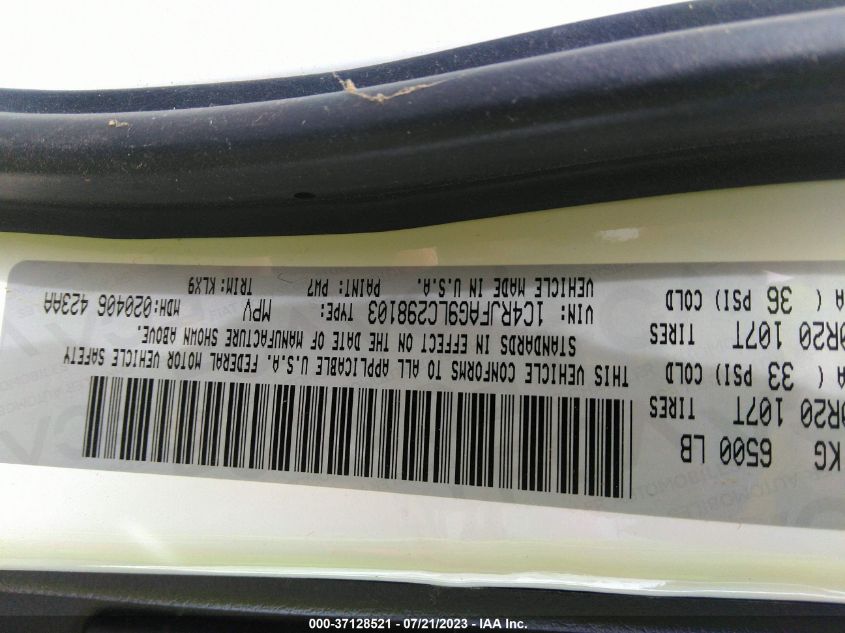 KG 6500 LB
0R20 107T TIRES
A ( 33 PSI) COLD
0R20 107T TIRES
A ( 36 PSI) COLD
THIS VEHICLE CONFORMS TO ALL APPLICABLE U.S.A. FEDERAL MOTOR VEHICLE SAFETY
STANDARDS IN EFFECT ON THE DATE OF MANUFACTURE SHOWN ABOVE.
VIN: 1C4RJFAG9LC298103 TYPE: MPV MDH:020406 423AA
VEHICLE MADE IN U.S.A. PAINT: PW7 TRIM: KLX9
000-37128521 - 07/21/2023 - IAA Inc.